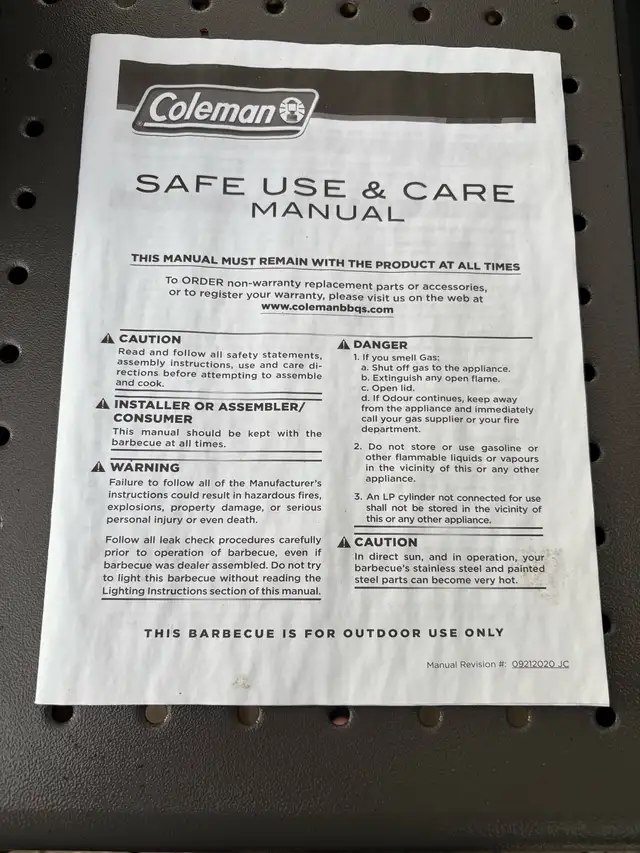 Coleman
SAFE USE & CARE
MANUAL
THIS MANUAL MUST REMAIN WITH THE PRODUCT AT ALL TIMES
To ORDER non-warranty replacement parts or accessories,
or to register your warranty, please visit us on the web at
www.colemanbbqs.com
CAUTION
Read and follow all safety statements,
assembly instructions, use and care di-
rections before attempting to assemble
and cook.
INSTALLER OR ASSEMBLER/
CONSUMER
This manual should be kept with the
barbecue at all times.
WARNING
Failure to follow all of the Manufacturer's
instructions could result in hazardous fires,
explosions, property damage, or serious
personal injury or even death.
Follow all leak check procedures carefully
prior to operation of barbecue, even if
barbecue was dealer assembled. Do not try
to light this barbecue without reading the
Lighting Instructions section of this manual.
DANGER
1. If you smell Gas:
a. Shut off gas to the appliance.
b. Extinguish any open flame.
c. Open lid.
d. If Odour continues, keep away
from the appliance and immediately
call your gas supplier or your fire
department.
2. Do not store or use gasoline or
other flammable liquids or vapours
in the vicinity of this or any other
appliance.
3. An LP cylinder not connected for use
shall not be stored in the vicinity of
this or any other appliance.
CAUTION
In direct sun, and in operation, your
barbecue's stainless steel and painted
steel parts can become very hot.
THIS BARBECUE IS FOR OUTDOOR USE ONLY
Manual Revision #: 09212020 JC